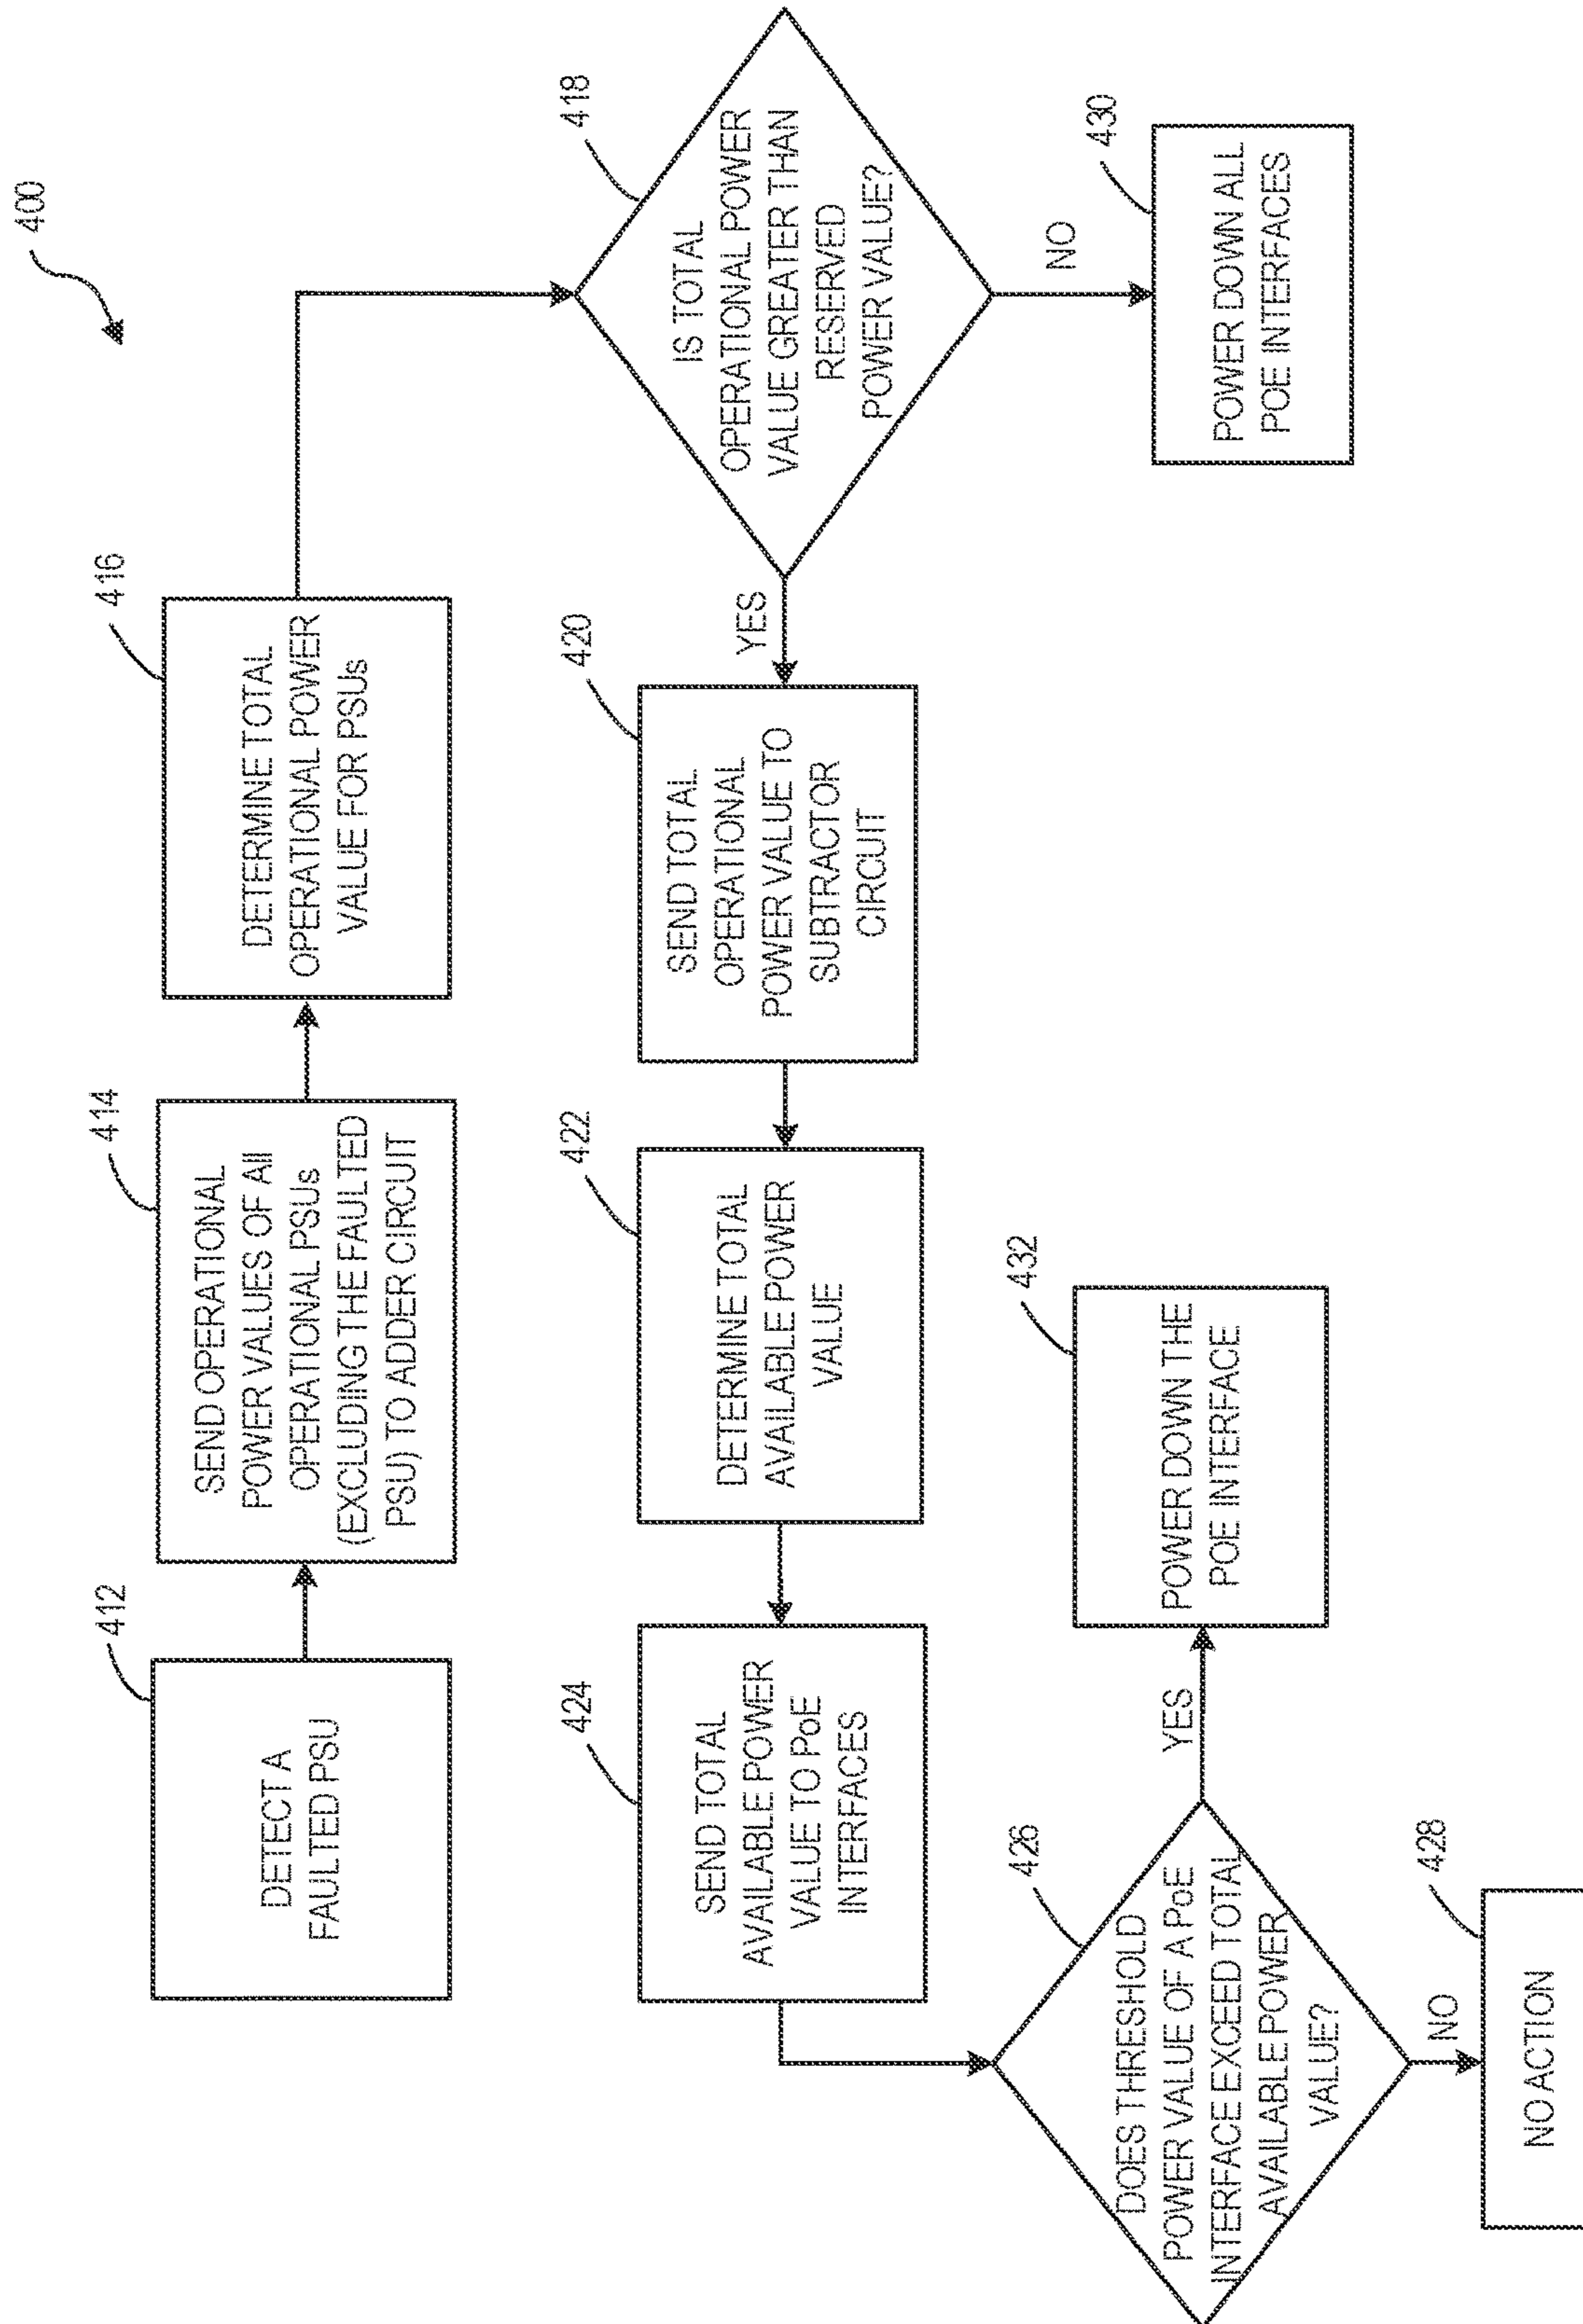 400
412
DETECT A
FAULTED PSU
414
SEND OPERATIONAL
POWER VALUES OF All
OPERATIONAL PSUs
(EXCLUDING THE FAULTED
PSU) TO ADDER CIRCUIT
416
DETERMINE TOTAL
OPERATIONAL POWER
VALUE FOR PSUs
418
IS TOTAL
OPERATIONAL POWER
VALUE GREATER THAN
RESERVED
POWER VALUE?
YES
NO
420
SEND TOTAL
OPERATIONAL
POWER VALUE TO
SUBTRACTOR
CIRCUIT
422
DETERMINE TOTAL
AVAILABLE POWER
VALUE
424
SEND TOTAL
AVAILABLE POWER
VALUE TO PoE
INTERFACES
426
DOES THRESHOLD
POWER VALUE OF A PoE
INTERFACE EXCEED TOTAL
AVAILABLE POWER
VALUE?
YES
NO
432
POWER DOWN THE
POE INTERFACE
428
NO ACTION
430
POWER DOWN ALL
POE INTERFACES